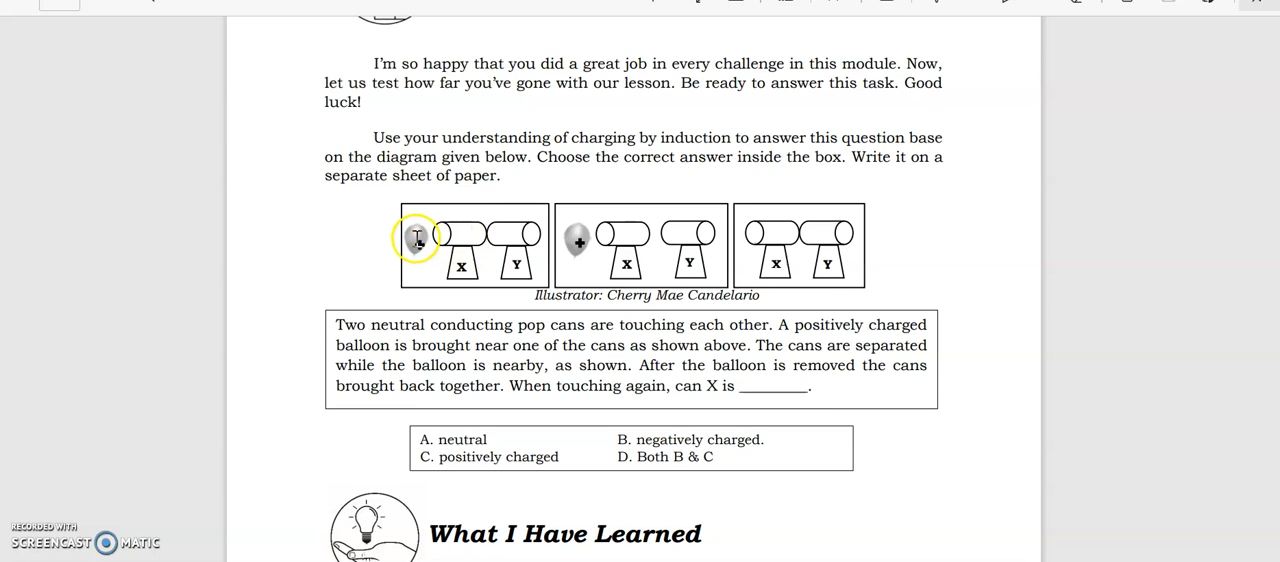 I'm so happy that you did a great job in every challenge in this module. Now,
let us test how far you've gone with our lesson. Be ready to answer this task. Good
luck!
Use your understanding of charging by induction to answer this question base
on the diagram given below. Choose the correct answer inside the box. Write it on a
separate sheet of paper.
X Y X Y X Y
Illustrator: Cherry Mae Candelario
Two neutral conducting pop cans are touching each other. A positively charged
balloon is brought near one of the cans as shown above. The cans are separated
while the balloon is nearby, as shown. After the balloon is removed the cans
brought back together. When touching again, can X is _________.
A. neutral B. negatively charged.
C. positively charged D. Both B & C
What I Have Learned
RECORDED WITH
SCREENCAST MATIC